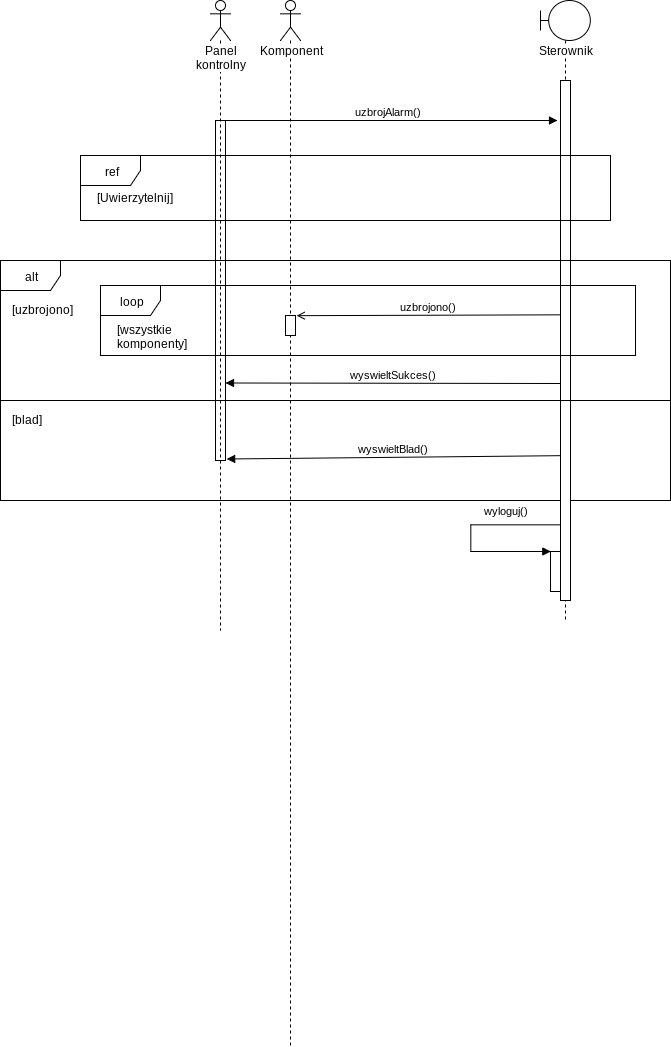 Panel
kontrolny
Komponent
Sterownik
uzbrojAlarm()
ref
[Uwierzytelnij]
alt
[uzbrojono]
loop
[wszystkie
komponenty]
uzbrojono()
wyswieltSukces()
[blad]
wyswieltBlad()
wyloguj()